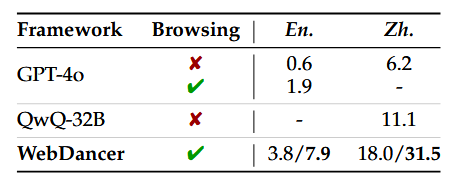 Framework Browsing | En. Zh.
GPT-4o ✘ | 0.6 6.2
✔ | 1.9 -
QwQ-32B ✘ | - 11.1
WebDancer ✔ | 3.8/7.9 18.0/31.5